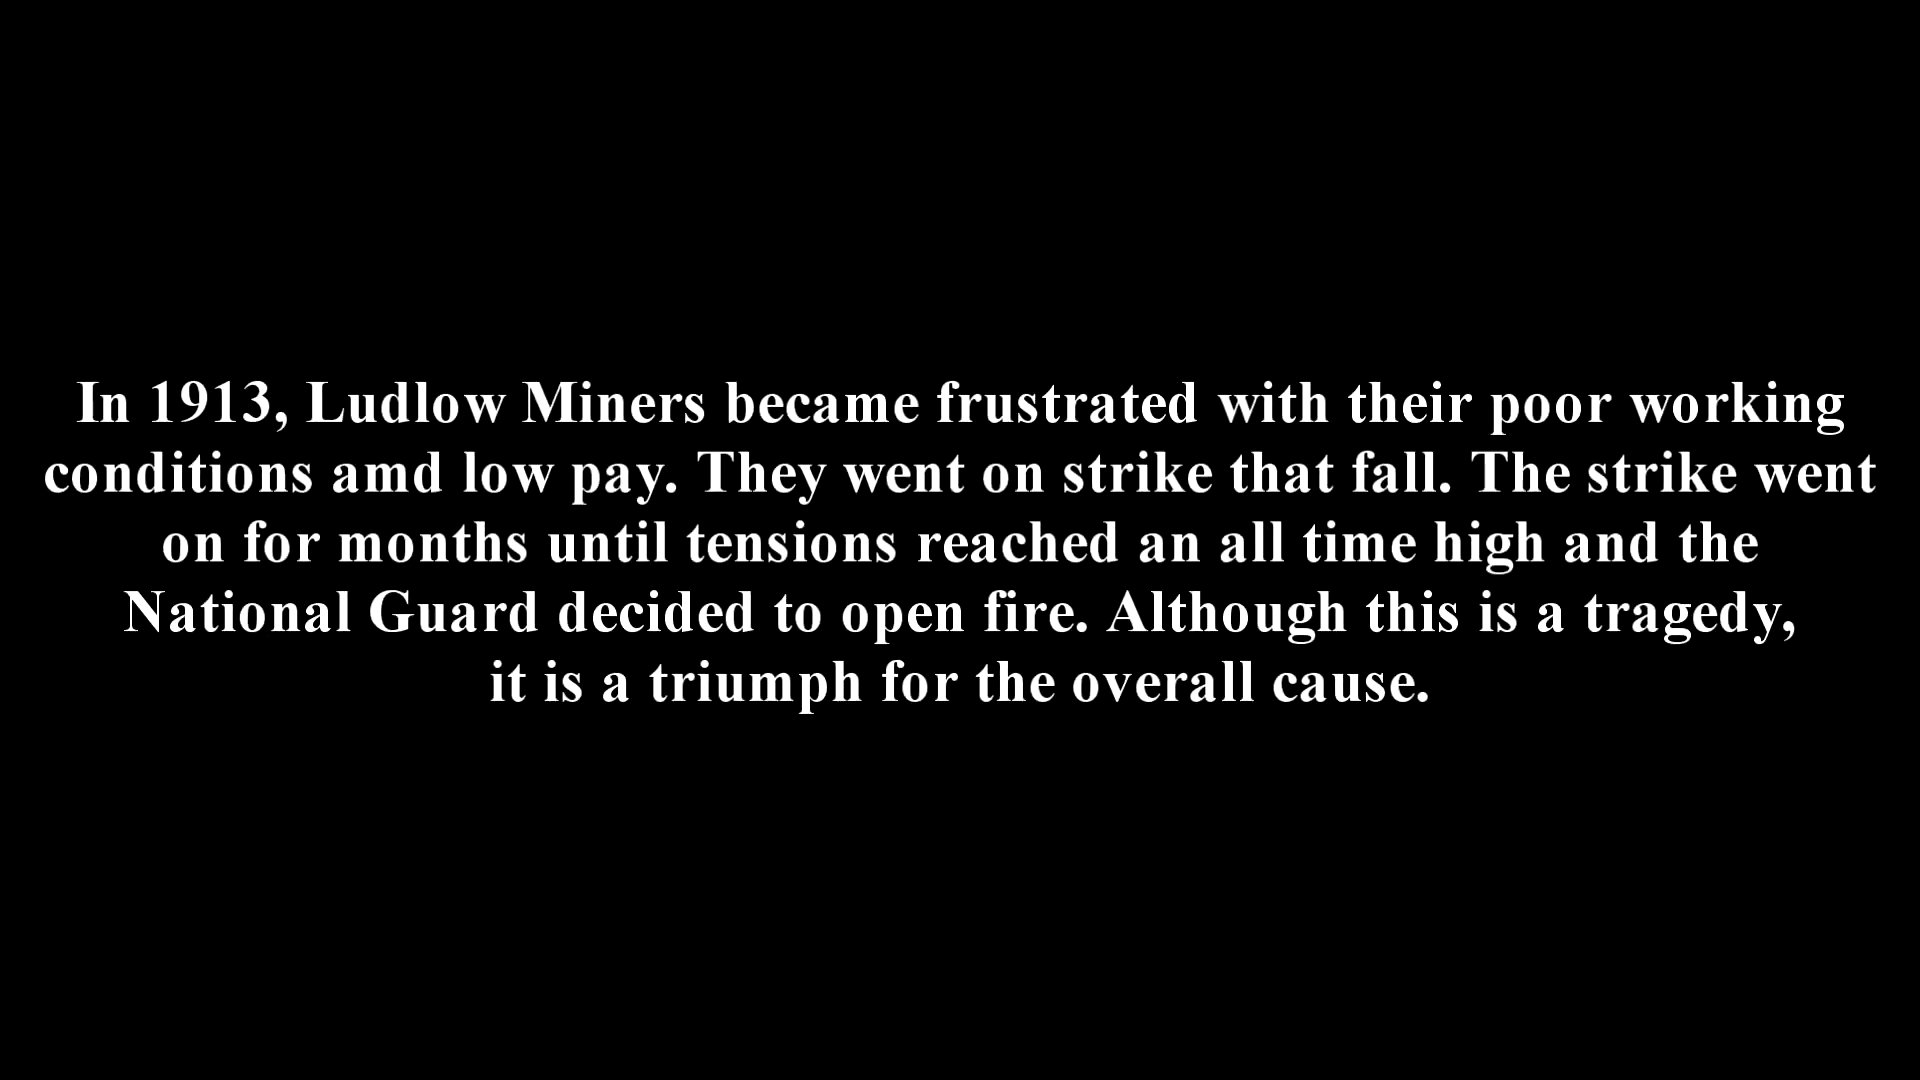 In 1913, Ludlow Miners became frustrated with their poor working
conditions amd low pay. They went on strike that fall. The strike went
on for months until tensions reached an all time high and the
National Guard decided to open fire. Although this is a tragedy,
it is a triumph for the overall cause.